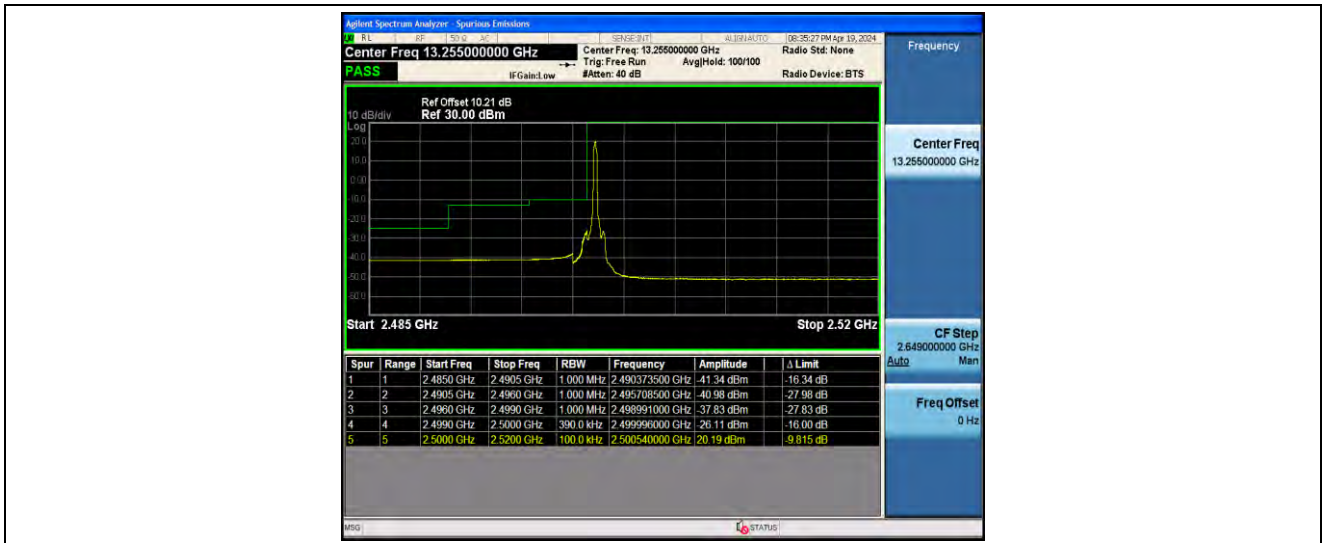 Agilent Spectrum Analyzer - Spurious Emissions
RL RF 50 Ω AC SENSE:INT ALIGN AUTO 08:35:27 PM Apr 19, 2024
Center Freq 13.255000000 GHz
Center Freq: 13.255000000 GHz
Radio Std: None
Trig: Free Run
Avg|Hold: 100/100
PASS
IFGain:Low
#Atten: 40 dB
Radio Device: BTS
Frequency
Ref Offset 10.21 dB
10 dB/div
Ref 30.00 dBm
Log
20.0
10.0
0.00
-10.0
-20.0
-30.0
-40.0
-50.0
-60.0
Start 2.485 GHz
Stop 2.52 GHz
Center Freq
13.255000000 GHz
CF Step
2.649000000 GHz
Auto Man
Freq Offset
0 Hz
Spur Range Start Freq Stop Freq RBW Frequency Amplitude Δ Limit
1 1 2.4850 GHz 2.4905 GHz 1.000 MHz 2.490373500 GHz -41.34 dBm -16.34 dB
2 2 2.4905 GHz 2.4960 GHz 1.000 MHz 2.495708500 GHz -40.98 dBm -27.98 dB
3 3 2.4960 GHz 2.4990 GHz 1.000 MHz 2.498991000 GHz -37.83 dBm -27.83 dB
4 4 2.4990 GHz 2.5000 GHz 390.0 kHz 2.499996000 GHz -26.11 dBm -16.00 dB
5 5 2.5000 GHz 2.5200 GHz 100.0 kHz 2.500540000 GHz 20.19 dBm -9.815 dB
MSG
STATUS